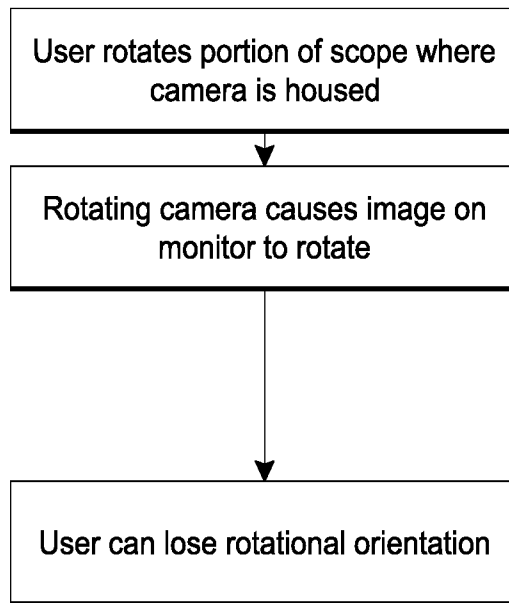 User rotates portion of scope where
camera is housed
Rotating camera causes image on
monitor to rotate
User can lose rotational orientation